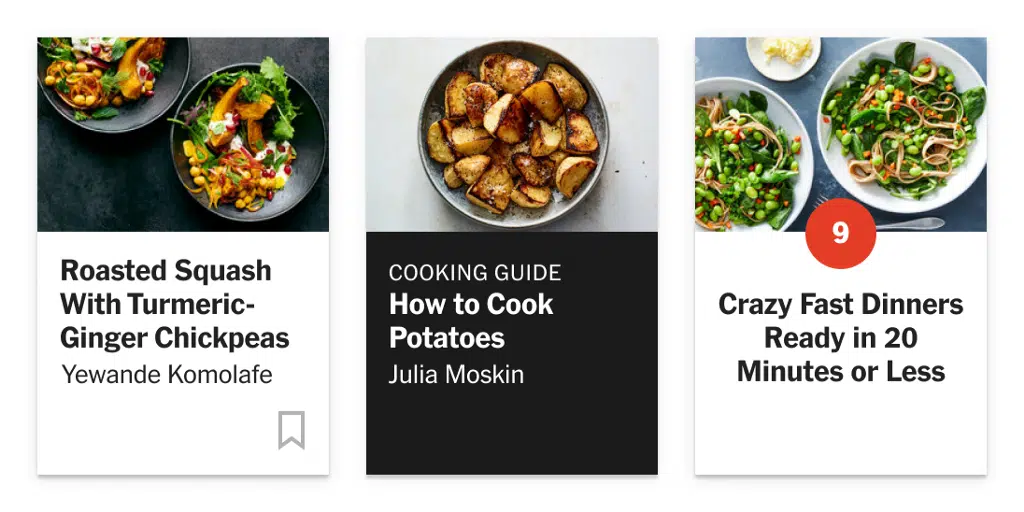 Roasted Squash
With Turmeric-
Ginger Chickpeas
Yewande Komolafe
COOKING GUIDE
How to Cook
Potatoes
Julia Moskin
9
Crazy Fast Dinners
Ready in 20
Minutes or Less